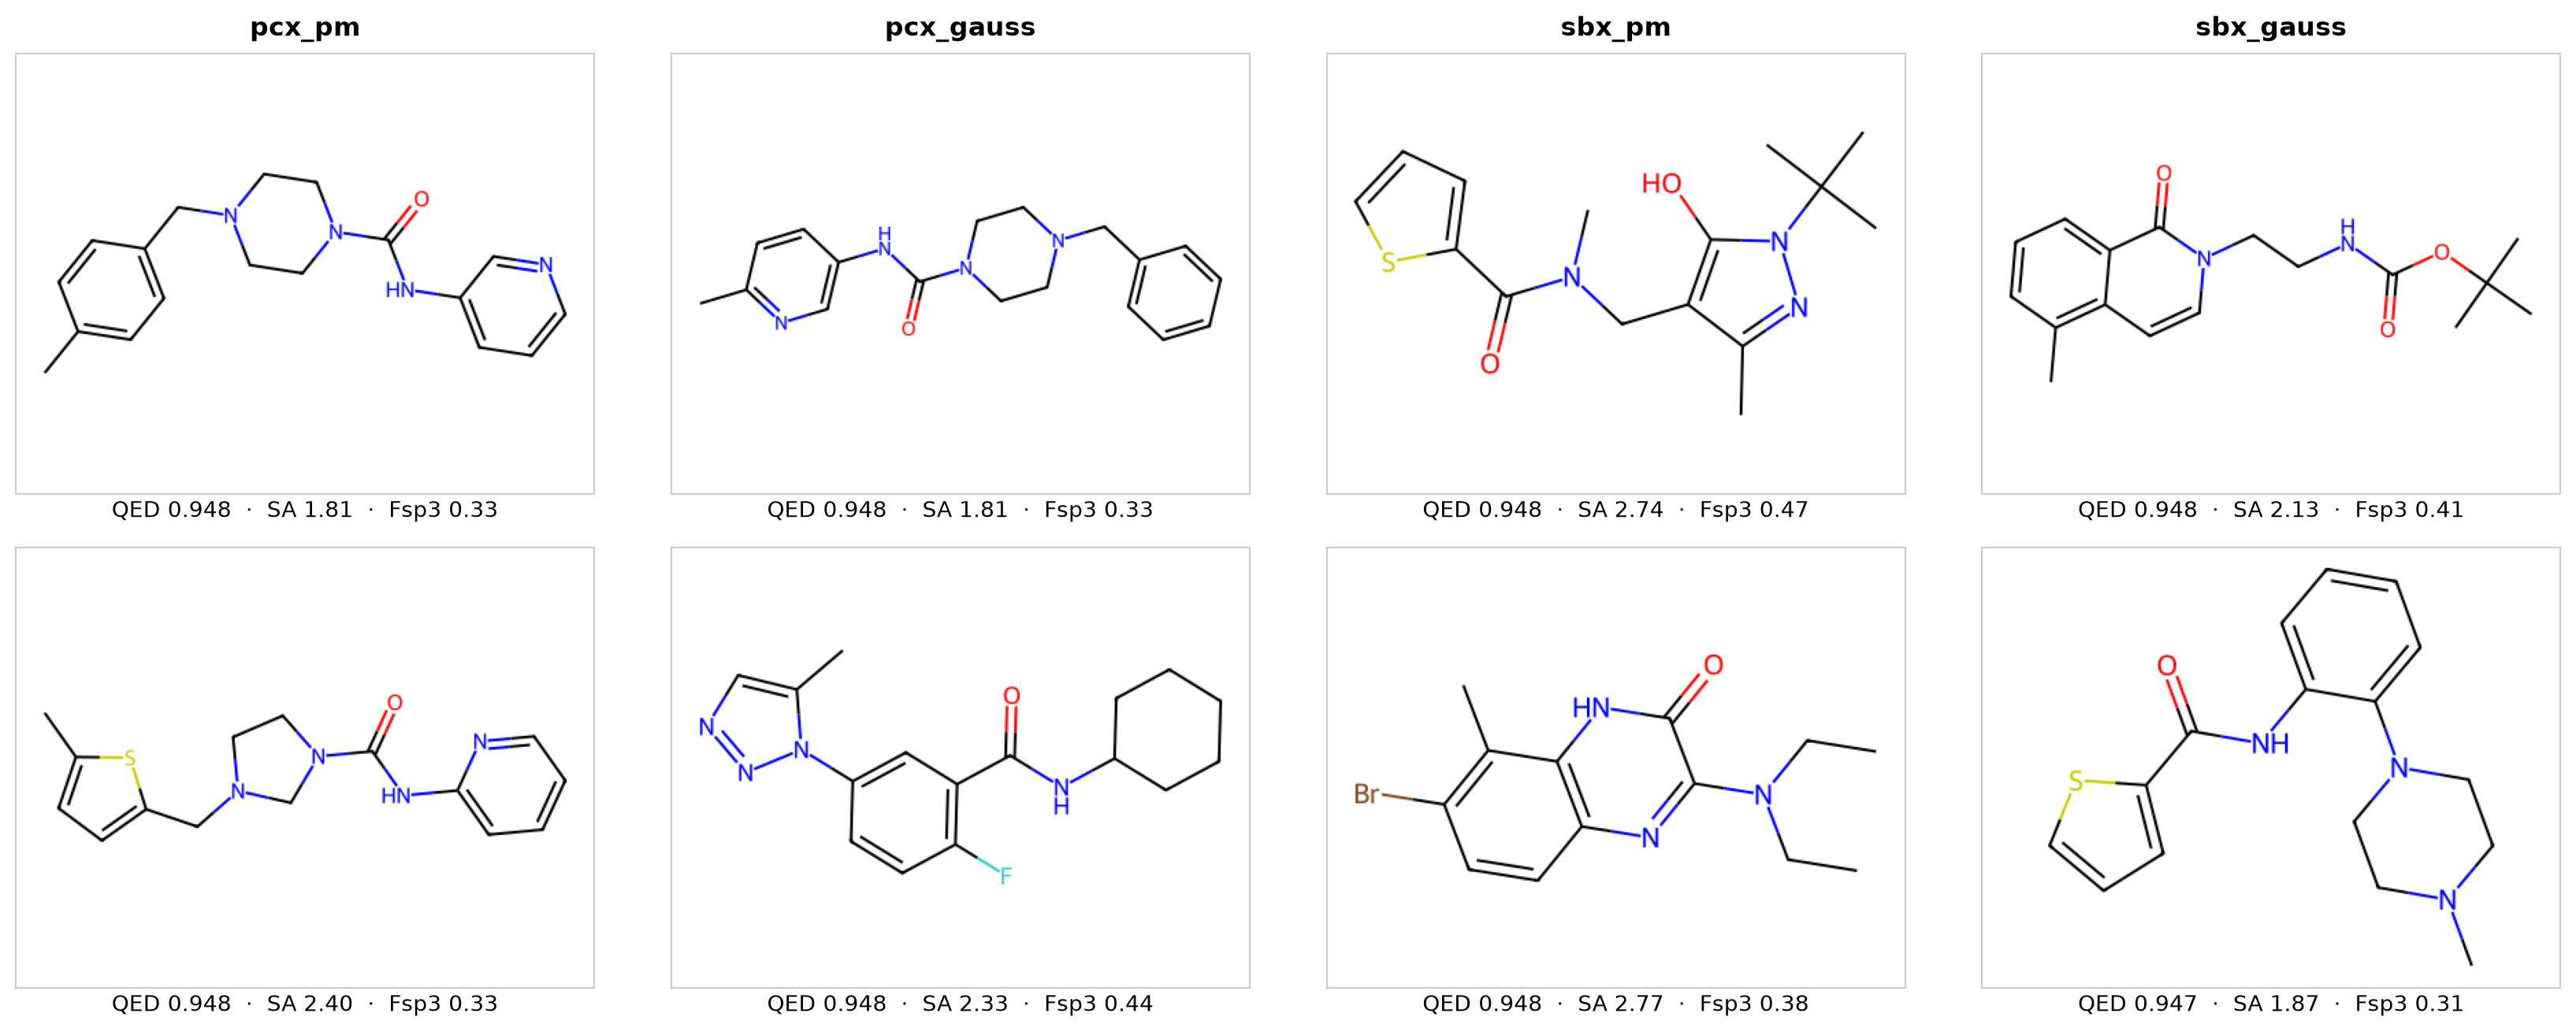 pcx_pm
pcx_gauss
sbx_pm
sbx_gauss
N
N
O
HN
N
H
N
N
N
O
N
S
O
N
HO
N
N
O
N
H
N
O
O
QED 0.948 · SA 1.81 · Fsp3 0.33
QED 0.948 · SA 1.81 · Fsp3 0.33
QED 0.948 · SA 2.74 · Fsp3 0.47
QED 0.948 · SA 2.13 · Fsp3 0.41
S
N
N
O
HN
N
N
N
N
O
N
H
F
Br
HN
O
N
N
O
S
NH
N
N
QED 0.948 · SA 2.40 · Fsp3 0.33
QED 0.948 · SA 2.33 · Fsp3 0.44
QED 0.948 · SA 2.77 · Fsp3 0.38
QED 0.947 · SA 1.87 · Fsp3 0.31